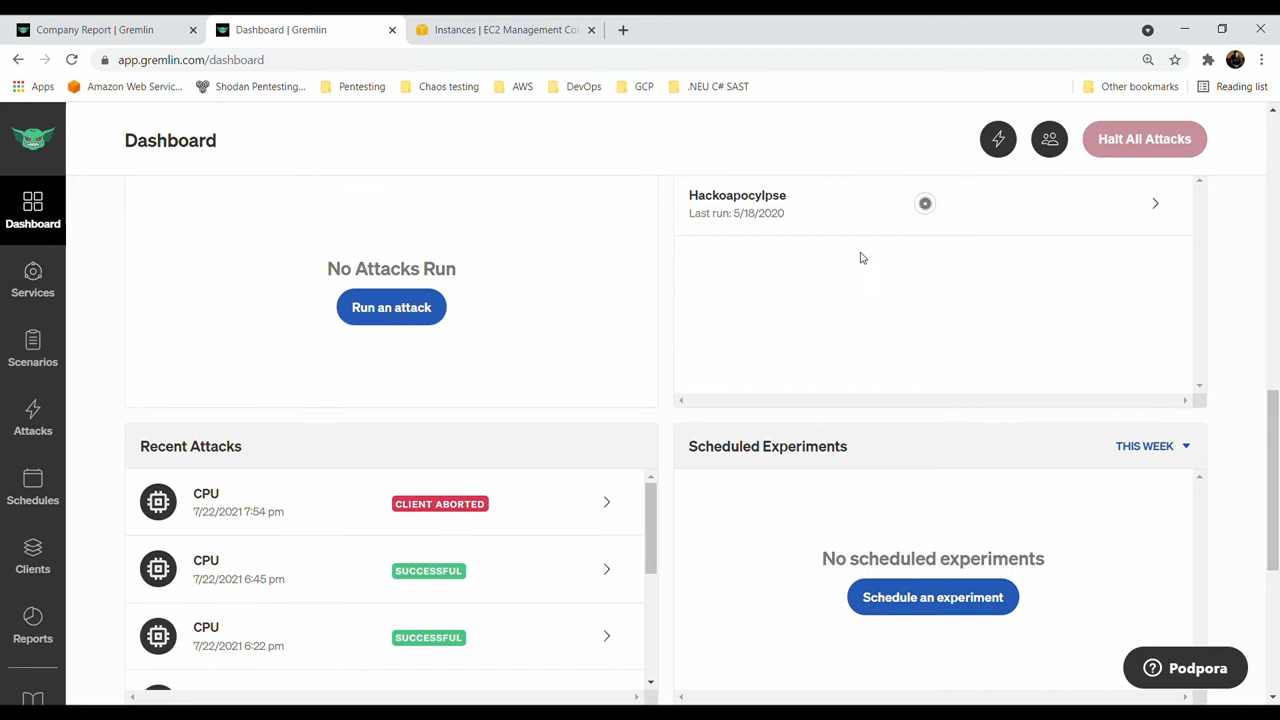 Company Report | Gremlin
Dashboard | Gremlin
Instances | EC2 Management Co
app.gremlin.com/dashboard
Apps
Amazon Web Servic...
Shodan Pentesting...
Pentesting
Chaos testing
AWS
DevOps
GCP
.NEU C# SAST
Other bookmarks
Reading list
Dashboard
Halt All Attacks
Dashboard
Services
Scenarios
Attacks
Schedules
Clients
Reports
No Attacks Run
Run an attack
Hackoapocylpse
Last run: 5/18/2020
Recent Attacks
CPU
7/22/2021 7:54 pm
CLIENT ABORTED
CPU
7/22/2021 6:45 pm
SUCCESSFUL
CPU
7/22/2021 6:22 pm
SUCCESSFUL
Scheduled Experiments
THIS WEEK
No scheduled experiments
Schedule an experiment
Podpora